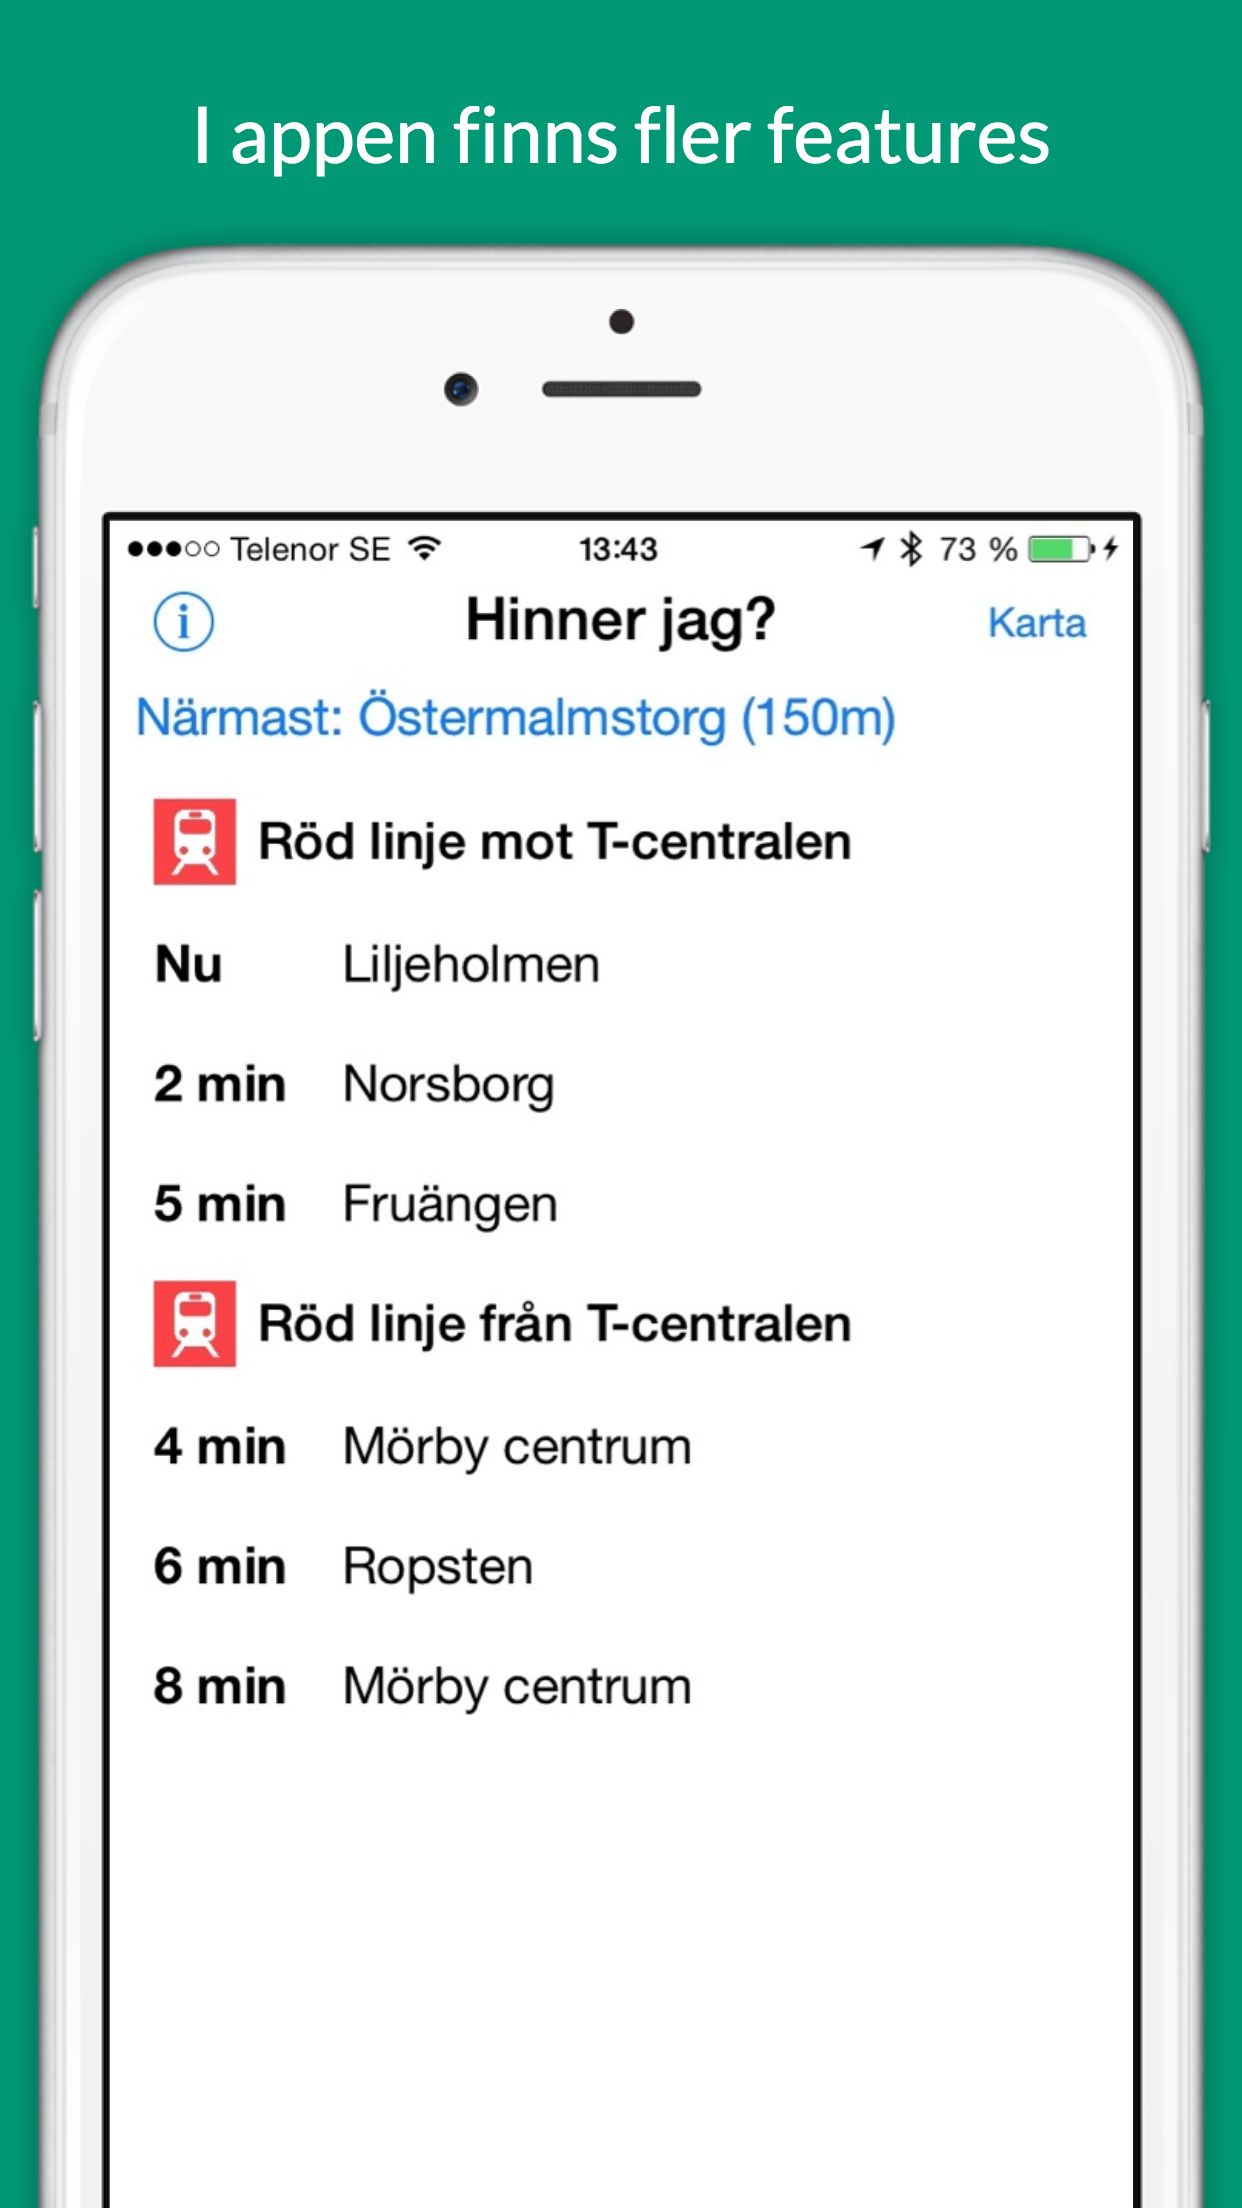 I appen finns fler features
Telenor SE 13:43 73 %
Hinner jag? Karta
Närmast: Östermalmstorg (150m)
Röd linje mot T-centralen
Nu Liljeholmen
2 min Norsborg
5 min Fruängen
Röd linje från T-centralen
4 min Mörby centrum
6 min Ropsten
8 min Mörby centrum